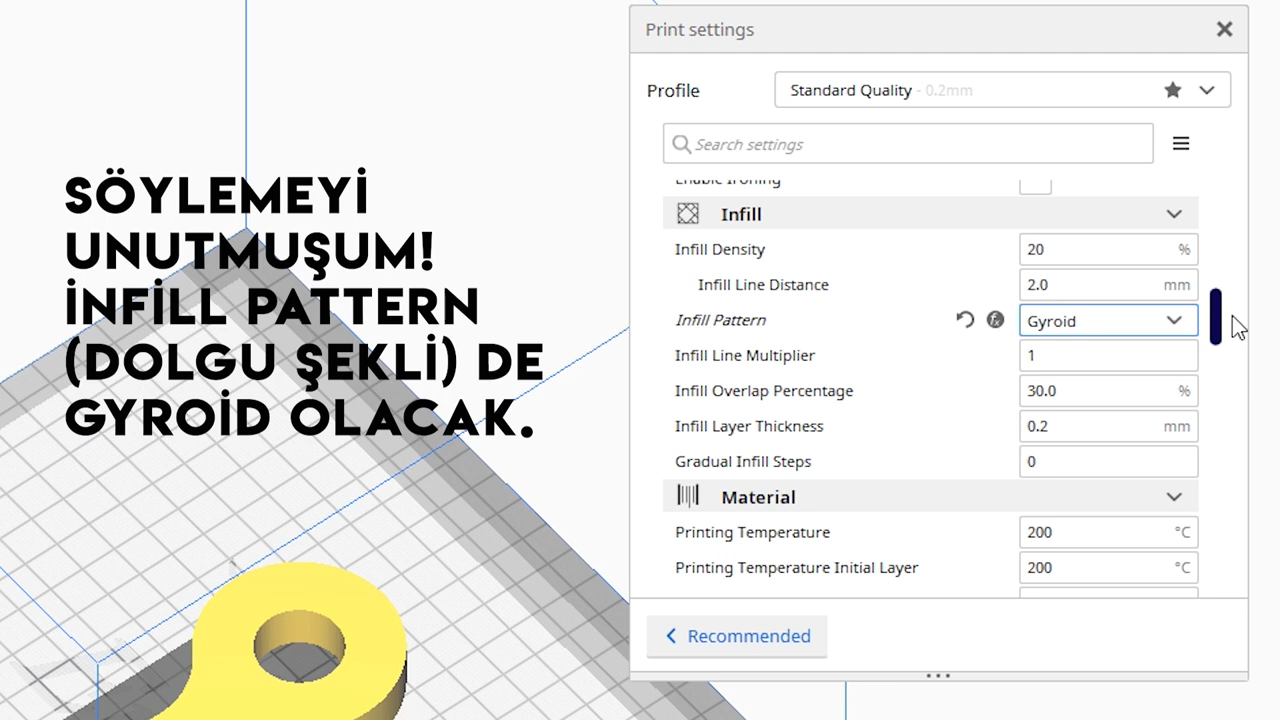 SÖYLEMEYİ
UNUTMUŞUM!
İNFİLL PATTERN
(DOLGU ŞEKLİ) DE
GYROİD OLACAK.
Print settings
Profile
Standard Quality - 0.2mm
Search settings
Enable Ironing
Infill
Infill Density 20 %
Infill Line Distance 2.0 mm
Infill Pattern Gyroid
Infill Line Multiplier 1
Infill Overlap Percentage 30.0 %
Infill Layer Thickness 0.2 mm
Gradual Infill Steps 0
Material
Printing Temperature 200 °C
Printing Temperature Initial Layer 200 °C
Recommended